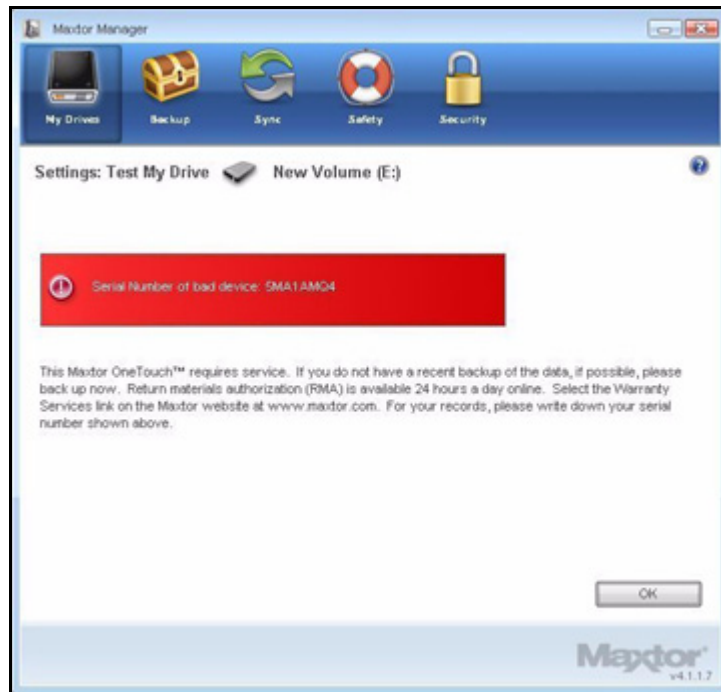 Maxtor Manager
My Drives Backup Sync Safety Security
Settings: Test My Drive New Volume (E:)
Serial Number of bad device: 5MA1AMQ4
This Maxtor OneTouch™ requires service. If you do not have a recent backup of the data, if possible, please
back up now. Return materials authorization (RMA) is available 24 hours a day online. Select the Warranty
Services link on the Maxtor website at www.maxtor.com. For your records, please write down your serial
number shown above.
OK
Maxtor
v4.1.1.7